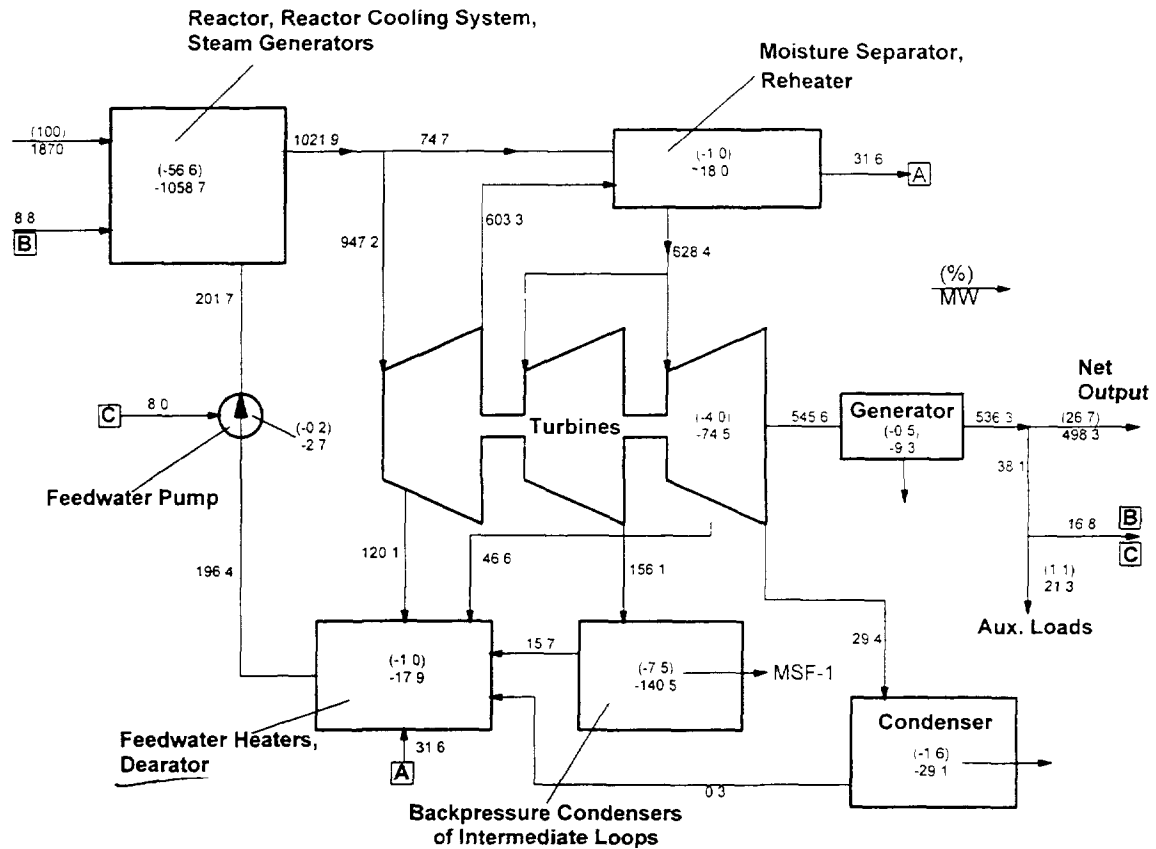 Reactor, Reactor Cooling System,
Steam Generators
Moisture Separator,
Reheater
(100)
1870
1021.9
74.7
(-56.6)
-1058.7
(-1.0)
-18.0
31.6
A
8.8
B
603.3
947.2
628.4
201.7
(%)
MW
C
8.0
(-0.2)
-2.7
Feedwater Pump
Turbines
(-4.0)
-74.5
545.6
Generator
(-0.5)
-9.3
536.3
Net
Output
(26.7)
498.3
38.1
16.8
B
C
(1.1)
21.3
Aux. Loads
196.4
120.1
46.6
156.1
29.4
(-1.0)
-17.9
15.7
(-7.5)
-140.5
MSF-1
Condenser
(-1.6)
-29.1
Feedwater Heaters,
Dearator
31.6
A
0.3
Backpressure Condensers
of Intermediate Loops